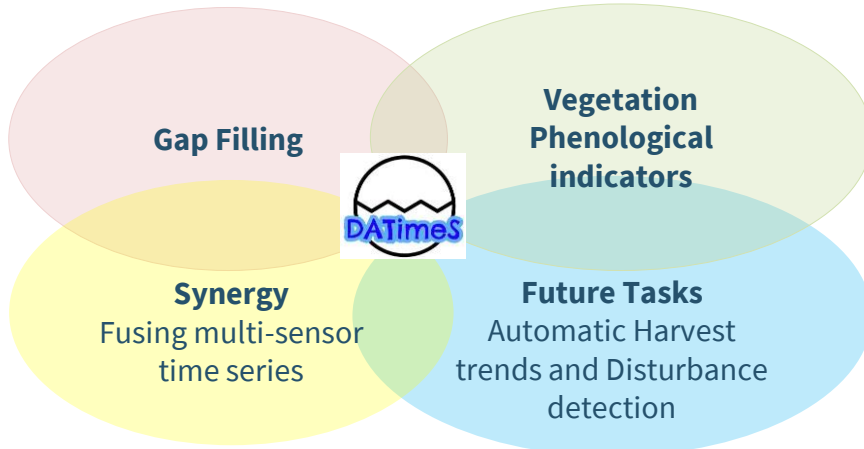 Gap Filling
Vegetation
Phenological
indicators
DATimeS
Synergy
Fusing multi-sensor
time series
Future Tasks
Automatic Harvest
trends and Disturbance
detection